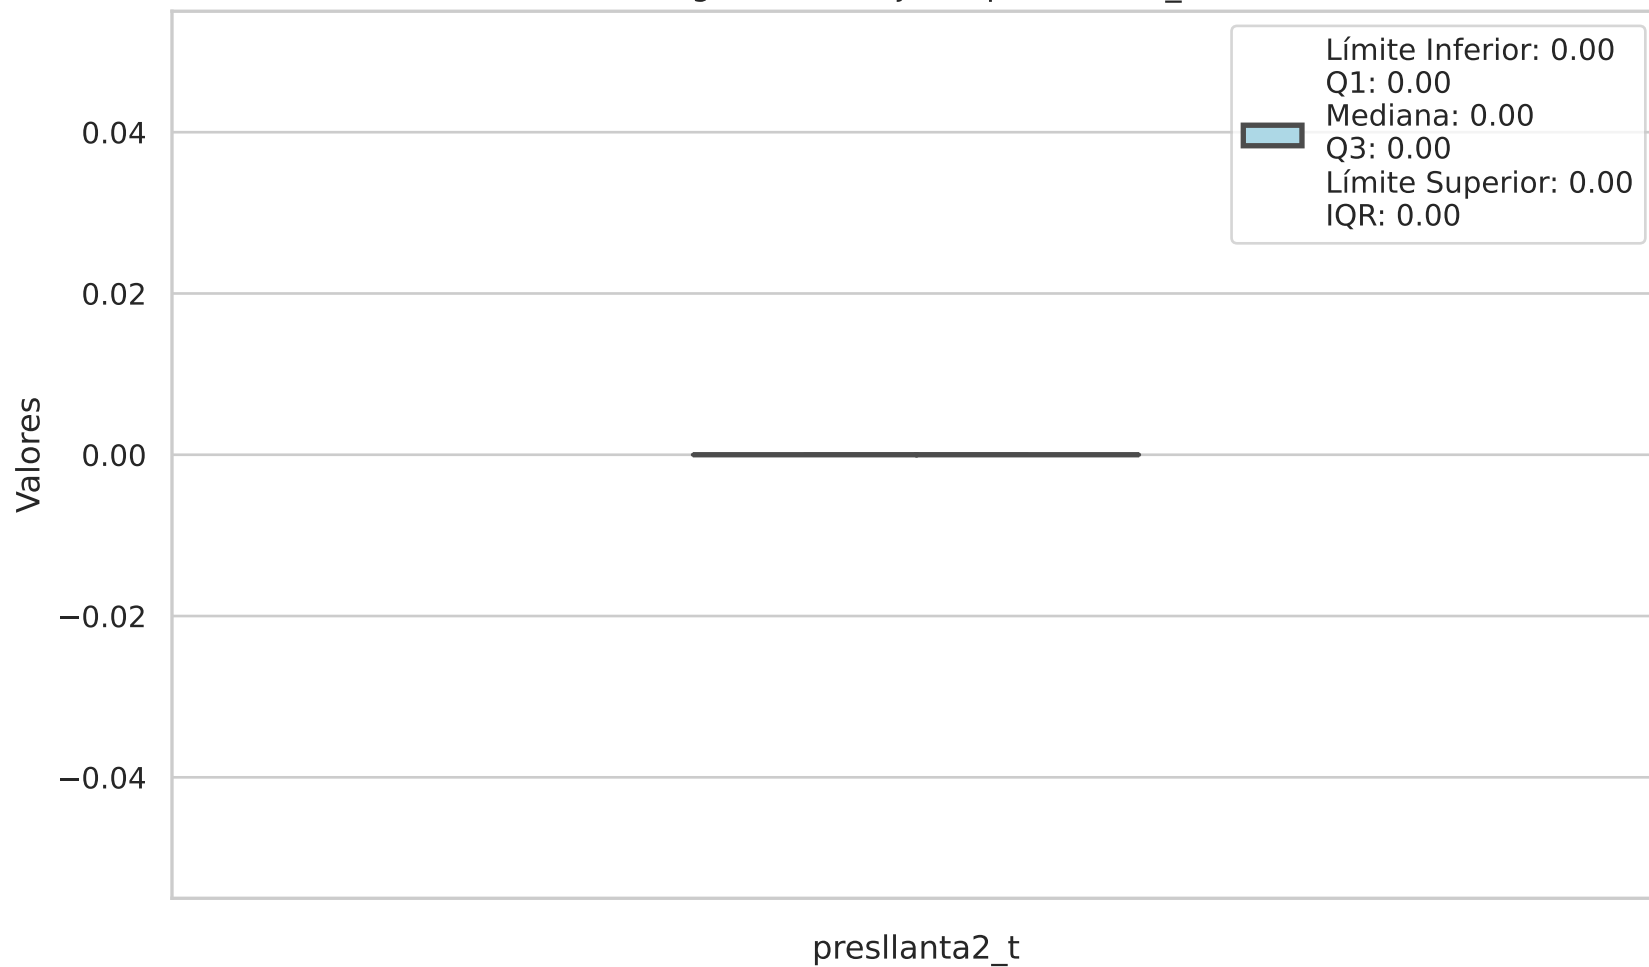 Límite Inferior: 0.00
Q1: 0.00
Mediana: 0.00
Q3: 0.00
Límite Superior: 0.00
IQR: 0.00
0.04
0.02
0.00
−0.02
−0.04
Valores
presllanta2_t